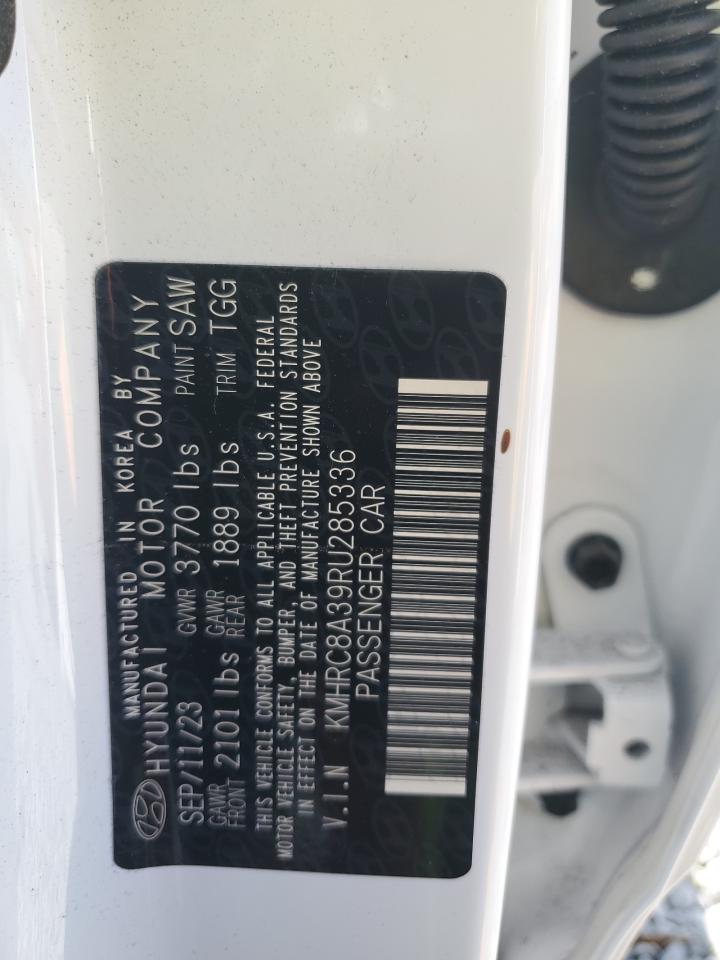 MANUFACTURED IN KOREA BY
HYUNDAI MOTOR COMPANY
SEP/11/23 GVWR 3770 lbs PAINT SAW
GAWR FRONT 2101 lbs GAWR REAR 1889 lbs TRIM TGG
THIS VEHICLE CONFORMS TO ALL APPLICABLE U.S.A. FEDERAL
MOTOR VEHICLE SAFETY, BUMPER, AND THEFT PREVENTION STANDARDS
IN EFFECT ON THE DATE OF MANUFACTURE SHOWN ABOVE
V.I.N KMHRC8A39RU285336
PASSENGER CAR